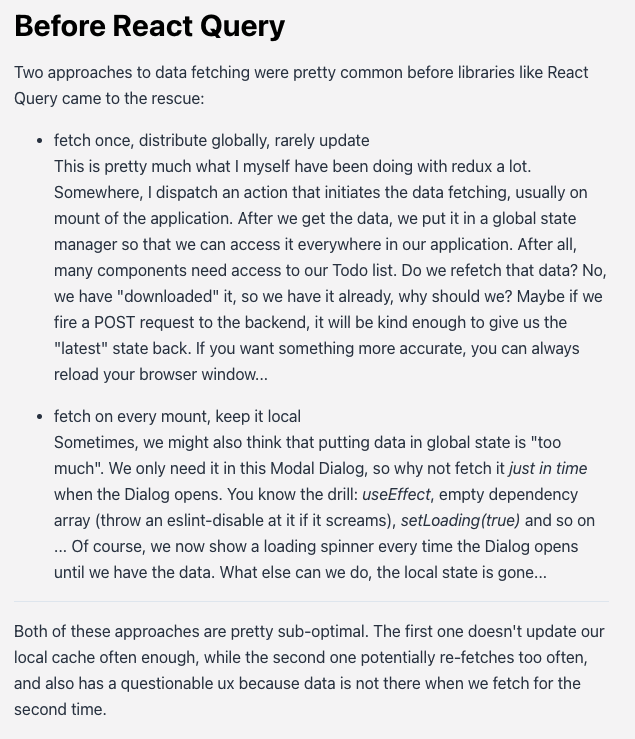 Before React Query
Two approaches to data fetching were pretty common before libraries like React
Query came to the rescue:
• fetch once, distribute globally, rarely update
This is pretty much what I myself have been doing with redux a lot.
Somewhere, I dispatch an action that initiates the data fetching, usually on
mount of the application. After we get the data, we put it in a global state
manager so that we can access it everywhere in our application. After all,
many components need access to our Todo list. Do we refetch that data? No,
we have "downloaded" it, so we have it already, why should we? Maybe if we
fire a POST request to the backend, it will be kind enough to give us the
"latest" state back. If you want something more accurate, you can always
reload your browser window...
• fetch on every mount, keep it local
Sometimes, we might also think that putting data in global state is "too
much". We only need it in this Modal Dialog, so why not fetch it just in time
when the Dialog opens. You know the drill: useEffect, empty dependency
array (throw an eslint-disable at it if it screams), setLoading(true) and so on
... Of course, we now show a loading spinner every time the Dialog opens
until we have the data. What else can we do, the local state is gone...
Both of these approaches are pretty sub-optimal. The first one doesn't update our
local cache often enough, while the second one potentially re-fetches too often,
and also has a questionable ux because data is not there when we fetch for the
second time.